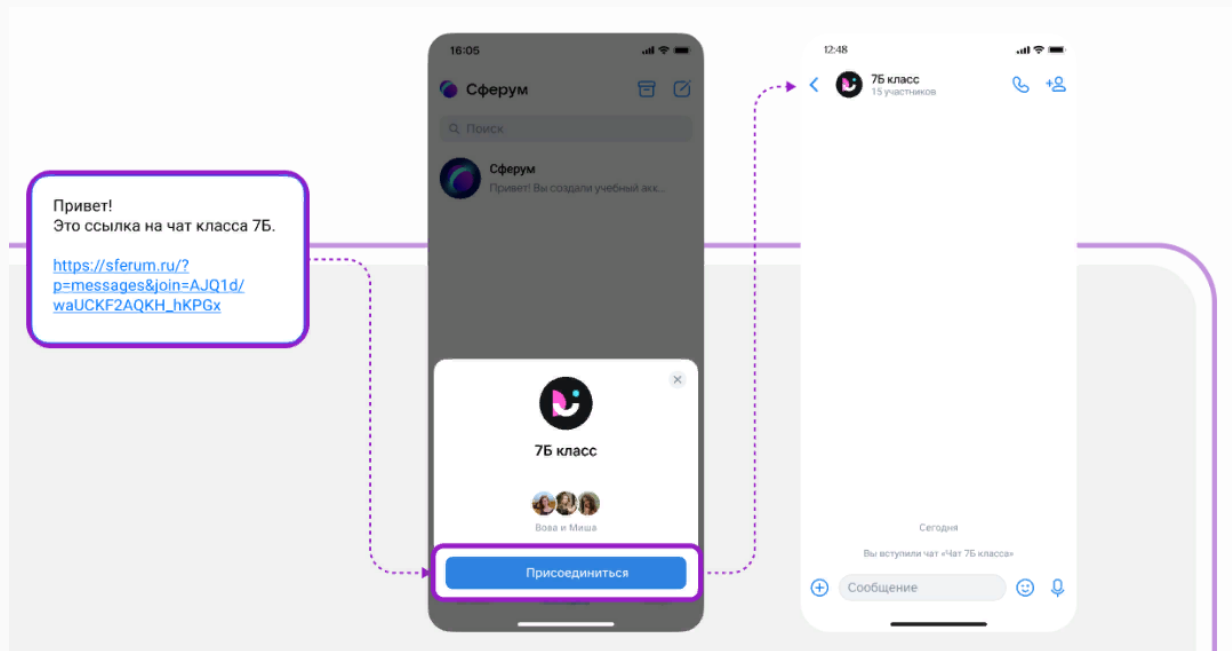 Привет!
Это ссылка на чат класса 7Б.
https://sferum.ru/?
p=messages&join=AJQ1d/
waUCKF2AQKH_hKPGx
16:05
Сферум
Поиск
Сферум
Привет! Вы создали учебный акк...
7Б класс
Вова и Миша
Присоединиться
12:48
7Б класс
15 участников
Сегодня
Вы вступили чат «Чат 7Б класса»
Сообщение